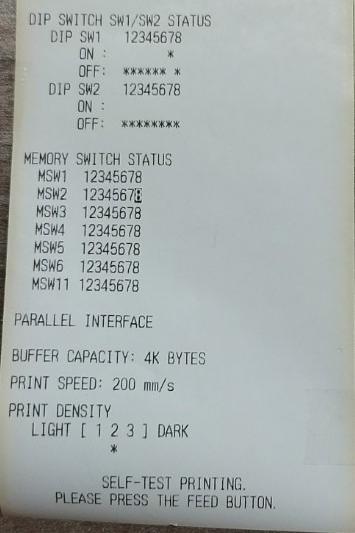 DIP SWITCH SW1/SW2 STATUS
DIP SW1 12345678
ON : *
OFF: ****** *
DIP SW2 12345678
ON :
OFF: ********
MEMORY SWITCH STATUS
MSW1 12345678
MSW2 12345678
MSW3 12345678
MSW4 12345678
MSW5 12345678
MSW6 12345678
MSW11 12345678
PARALLEL INTERFACE
BUFFER CAPACITY: 4K BYTES
PRINT SPEED: 200 mm/s
PRINT DENSITY
LIGHT [ 1 2 3 ] DARK
*
SELF-TEST PRINTING.
PLEASE PRESS THE FEED BUTTON.